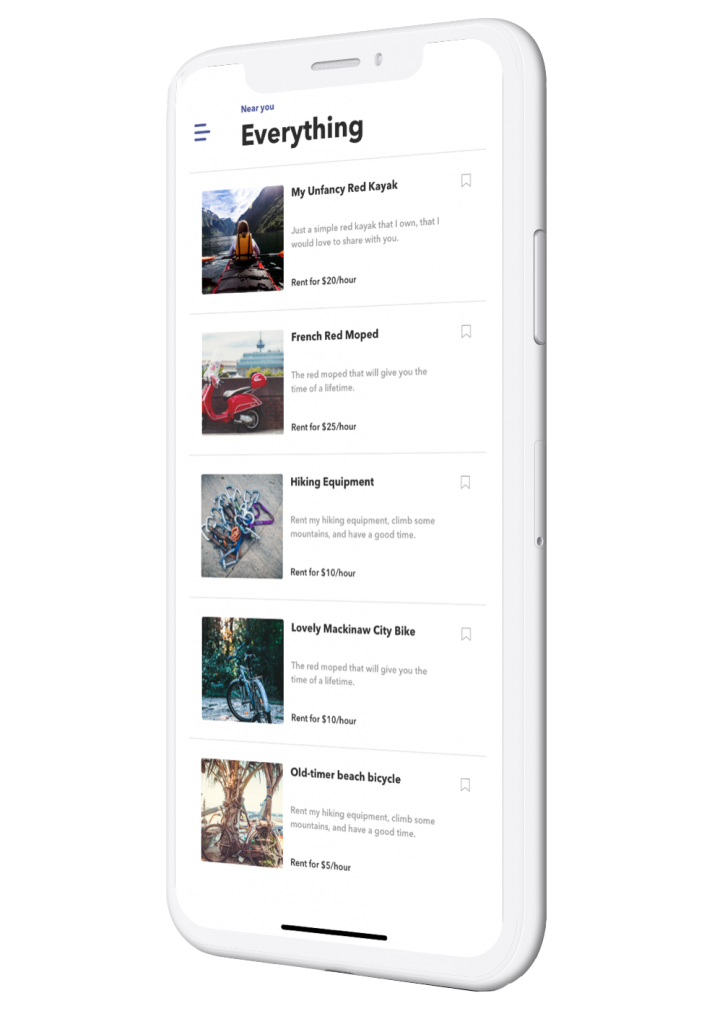 Near you
Everything
My Unfancy Red Kayak
Just a simple red kayak that I own, that I
would love to share with you.
Rent for $20/hour
French Red Moped
The red moped that will give you the
time of a lifetime.
Rent for $25/hour
Hiking Equipment
Rent my hiking equipment, climb some
mountains, and have a good time.
Rent for $10/hour
Lovely Mackinaw City Bike
The red moped that will give you the
time of a lifetime.
Rent for $10/hour
Old-timer beach bicycle
Rent my hiking equipment, climb some
mountains, and have a good time.
Rent for $5/hour